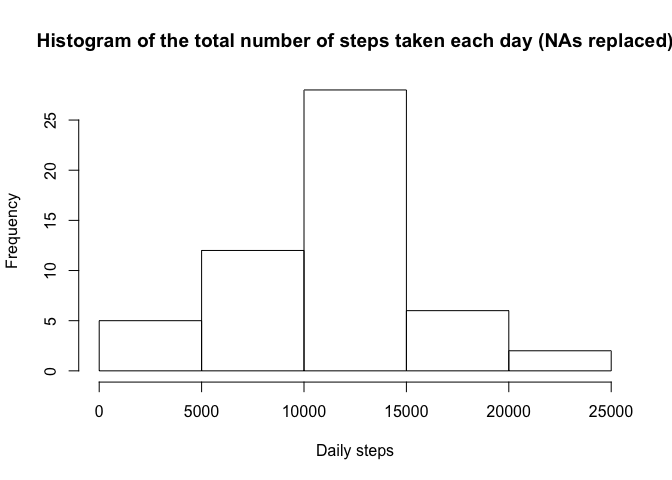 Histogram of the total number of steps taken each day (NAs replaced)
Frequency
25
20
15
10
5
0
0 5000 10000 15000 20000 25000
Daily steps